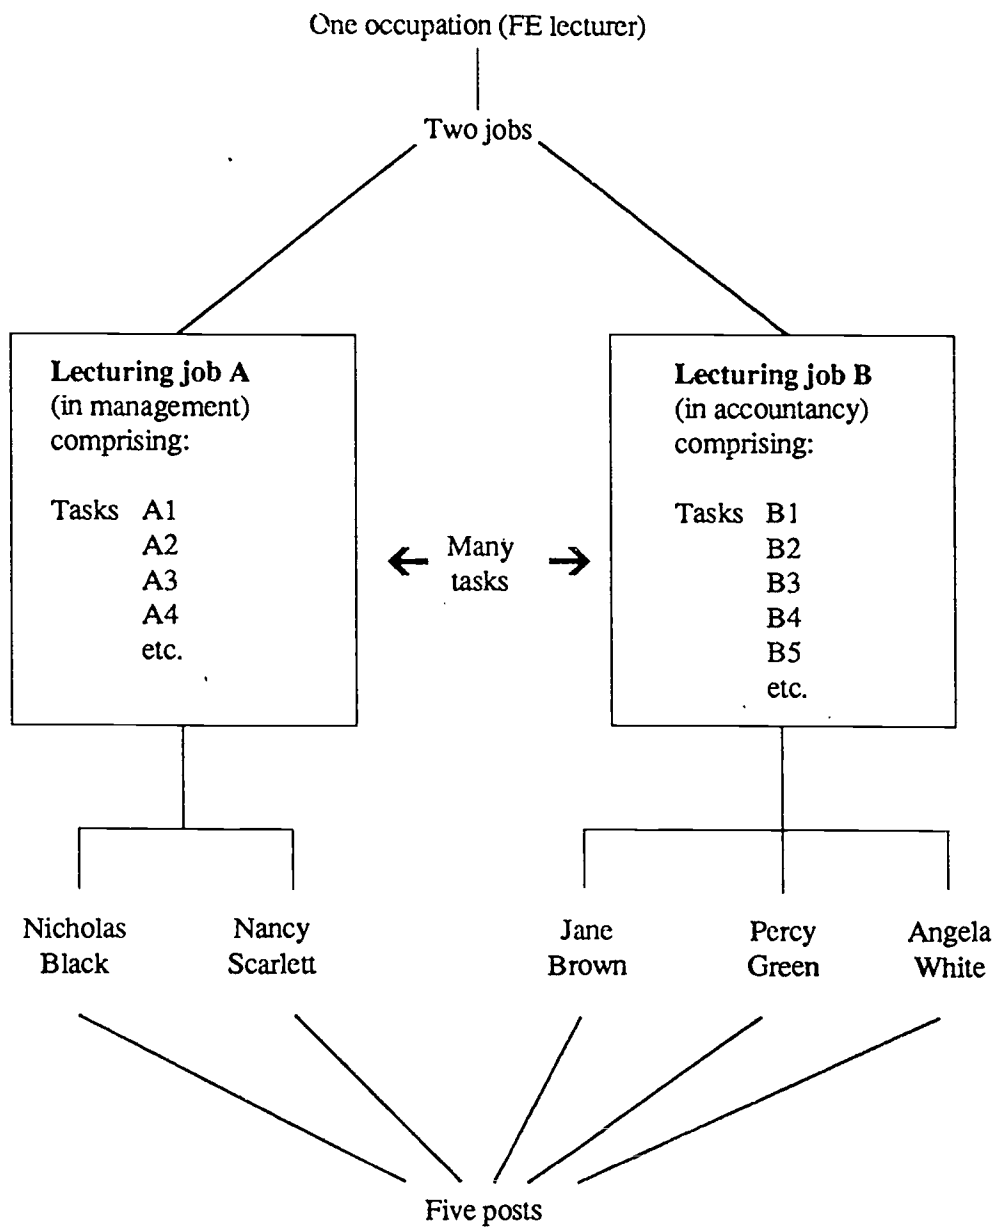 One occupation (FE lecturer)
Two jobs
Lecturing job A
(in management)
comprising:
Tasks A1
A2
A3
A4
etc.
Many
tasks
Lecturing job B
(in accountancy)
comprising:
Tasks B1
B2
B3
B4
B5
etc.
Nicholas
Black
Nancy
Scarlett
Jane
Brown
Percy
Green
Angela
White
Five posts